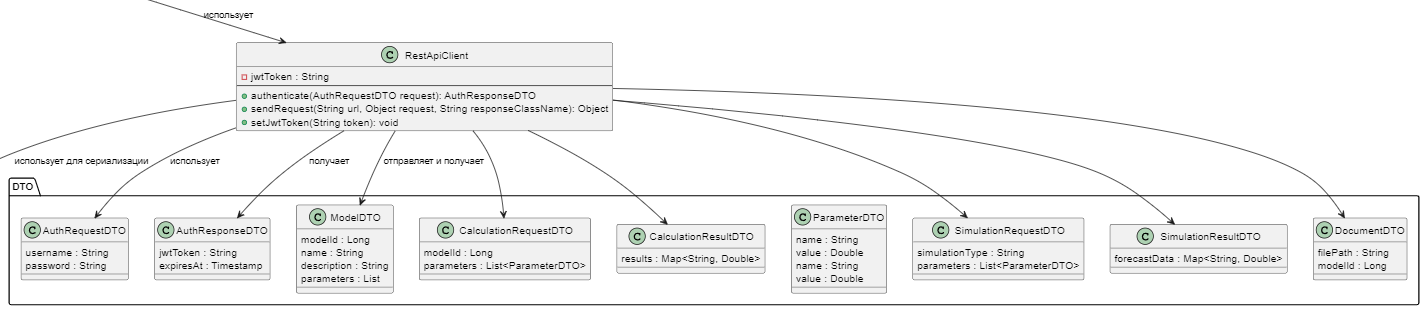 использует
C RestApiClient
jwtToken : String
authenticate(AuthRequestDTO request): AuthResponseDTO
sendRequest(String url, Object request, String responseClassName): Object
setJwtToken(String token): void
использует для сериализации
использует
получает
отправляет и получает
DTO
C AuthRequestDTO
username : String
password : String
C AuthResponseDTO
jwtToken : String
expiresAt : Timestamp
C ModelDTO
modelId : Long
name : String
description : String
parameters : List
C CalculationRequestDTO
modelId : Long
parameters : List<ParameterDTO>
C CalculationResultDTO
results : Map<String, Double>
C ParameterDTO
name : String
value : Double
name : String
value : Double
C SimulationRequestDTO
simulationType : String
parameters : List<ParameterDTO>
C SimulationResultDTO
forecastData : Map<String, Double>
C DocumentDTO
filePath : String
modelId : Long